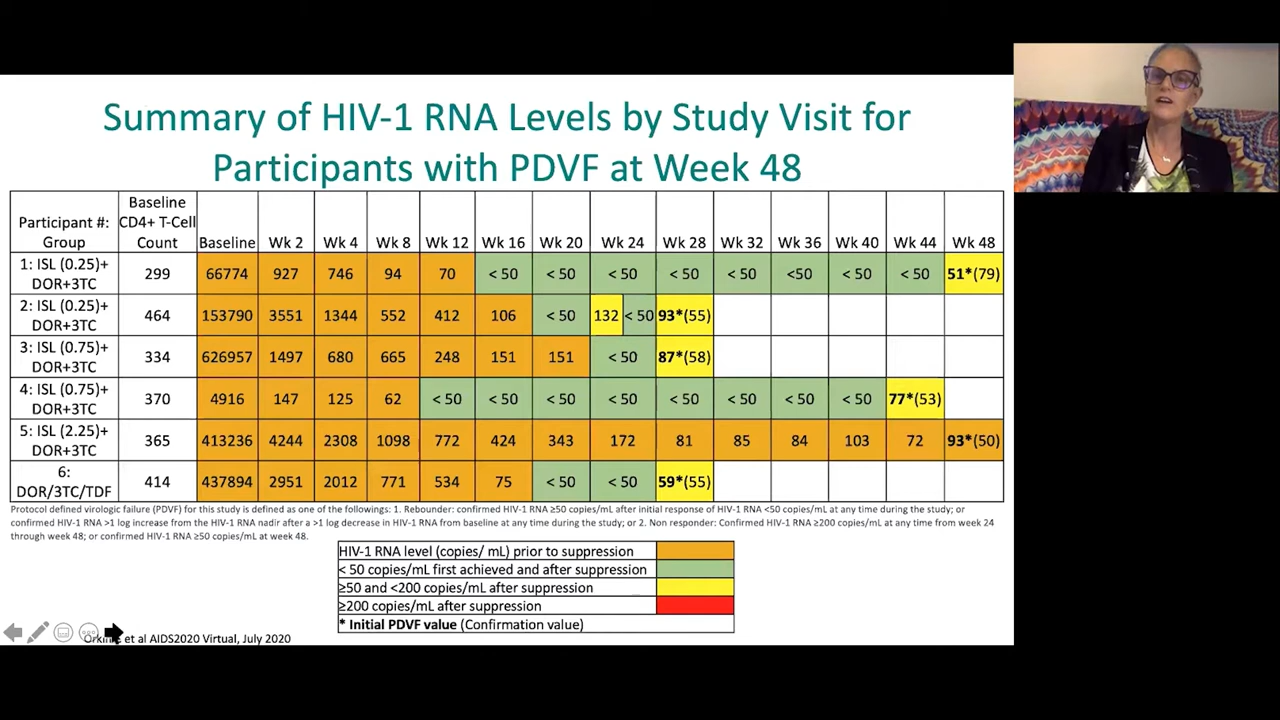 Summary of HIV-1 RNA Levels by Study Visit for
Participants with PDVF at Week 48
Participant #: Group Baseline CD4+ T-Cell Count Baseline Wk 2 Wk 4 Wk 8 Wk 12 Wk 16 Wk 20 Wk 24 Wk 28 Wk 32 Wk 36 Wk 40 Wk 44 Wk 48
1: ISL (0.25)+ DOR+3TC 299 66774 927 746 94 70 < 50 < 50 < 50 < 50 < 50 <50 < 50 < 50 51*(79)
2: ISL (0.25)+ DOR+3TC 464 153790 3551 1344 552 412 106 < 50 132 < 50 93*(55)
3: ISL (0.75)+ DOR+3TC 334 626957 1497 680 665 248 151 151 < 50 87*(58)
4: ISL (0.75)+ DOR+3TC 370 4916 147 125 62 < 50 < 50 < 50 < 50 < 50 < 50 < 50 < 50 77*(53)
5: ISL (2.25)+ DOR+3TC 365 413236 4244 2308 1098 772 424 343 172 81 85 84 103 72 93*(50)
6: DOR/3TC/TDF 414 437894 2951 2012 771 534 75 < 50 < 50 59*(55)
Protocol defined virologic failure (PDVF) for this study is defined as one of the followings: 1. Rebounder: confirmed HIV-1 RNA ≥50 copies/mL after initial response of HIV-1 RNA <50 copies/mL at any time during the study; or
confirmed HIV-1 RNA >1 log increase from the HIV-1 RNA nadir after a >1 log decrease in HIV-1 RNA from baseline at any time during the study; or 2. Non responder: Confirmed HIV-1 RNA ≥200 copies/mL at any time from week 24
through week 48; or confirmed HIV-1 RNA ≥50 copies/mL at week 48.
HIV-1 RNA level (copies/ mL) prior to suppression
< 50 copies/mL first achieved and after suppression
≥50 and <200 copies/mL after suppression
≥200 copies/mL after suppression
* Initial PDVF value (Confirmation value)
et al AIDS2020 Virtual, July 2020